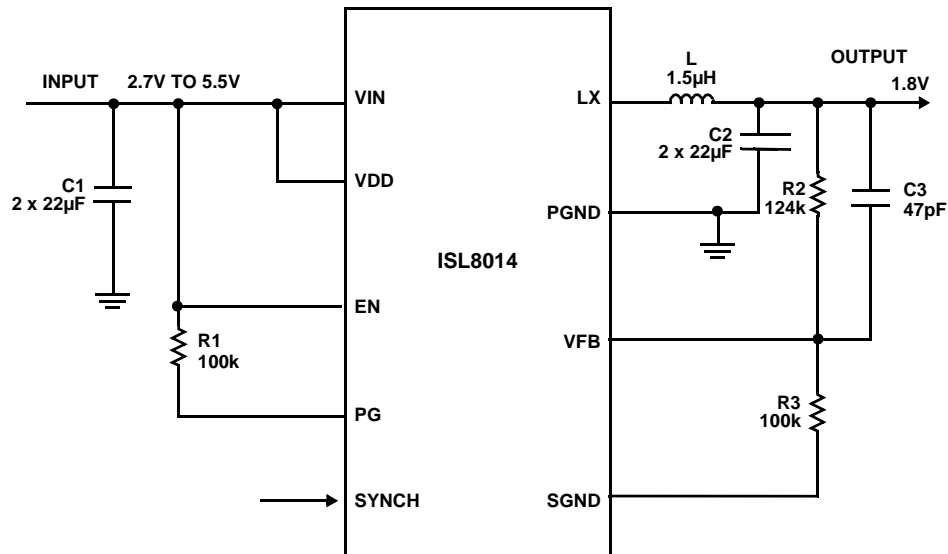 INPUT 2.7V TO 5.5V
VIN
VDD
C1
2 x 22µF
EN
R1
100k
PG
SYNCH
ISL8014
LX
L
1.5µH
OUTPUT
1.8V
C2
2 x 22µF
PGND
R2
124k
C3
47pF
VFB
R3
100k
SGND